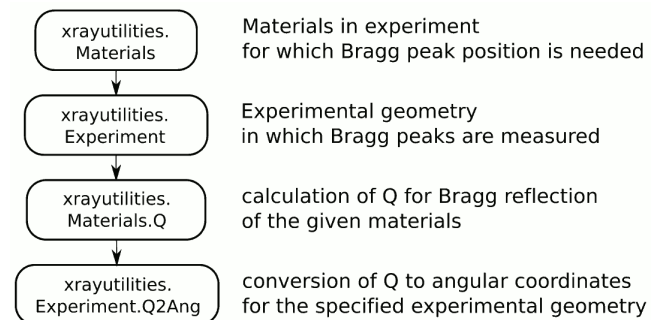 xrayutilities.
Materials
Materials in experiment
for which Bragg peak position is needed
xrayutilities.
Experiment
Experimental geometry
in which Bragg peaks are measured
xrayutilities.
Materials.Q
calculation of Q for Bragg reflection
of the given materials
xrayutilities.
Experiment.Q2Ang
conversion of Q to angular coordinates
for the specified experimental geometry